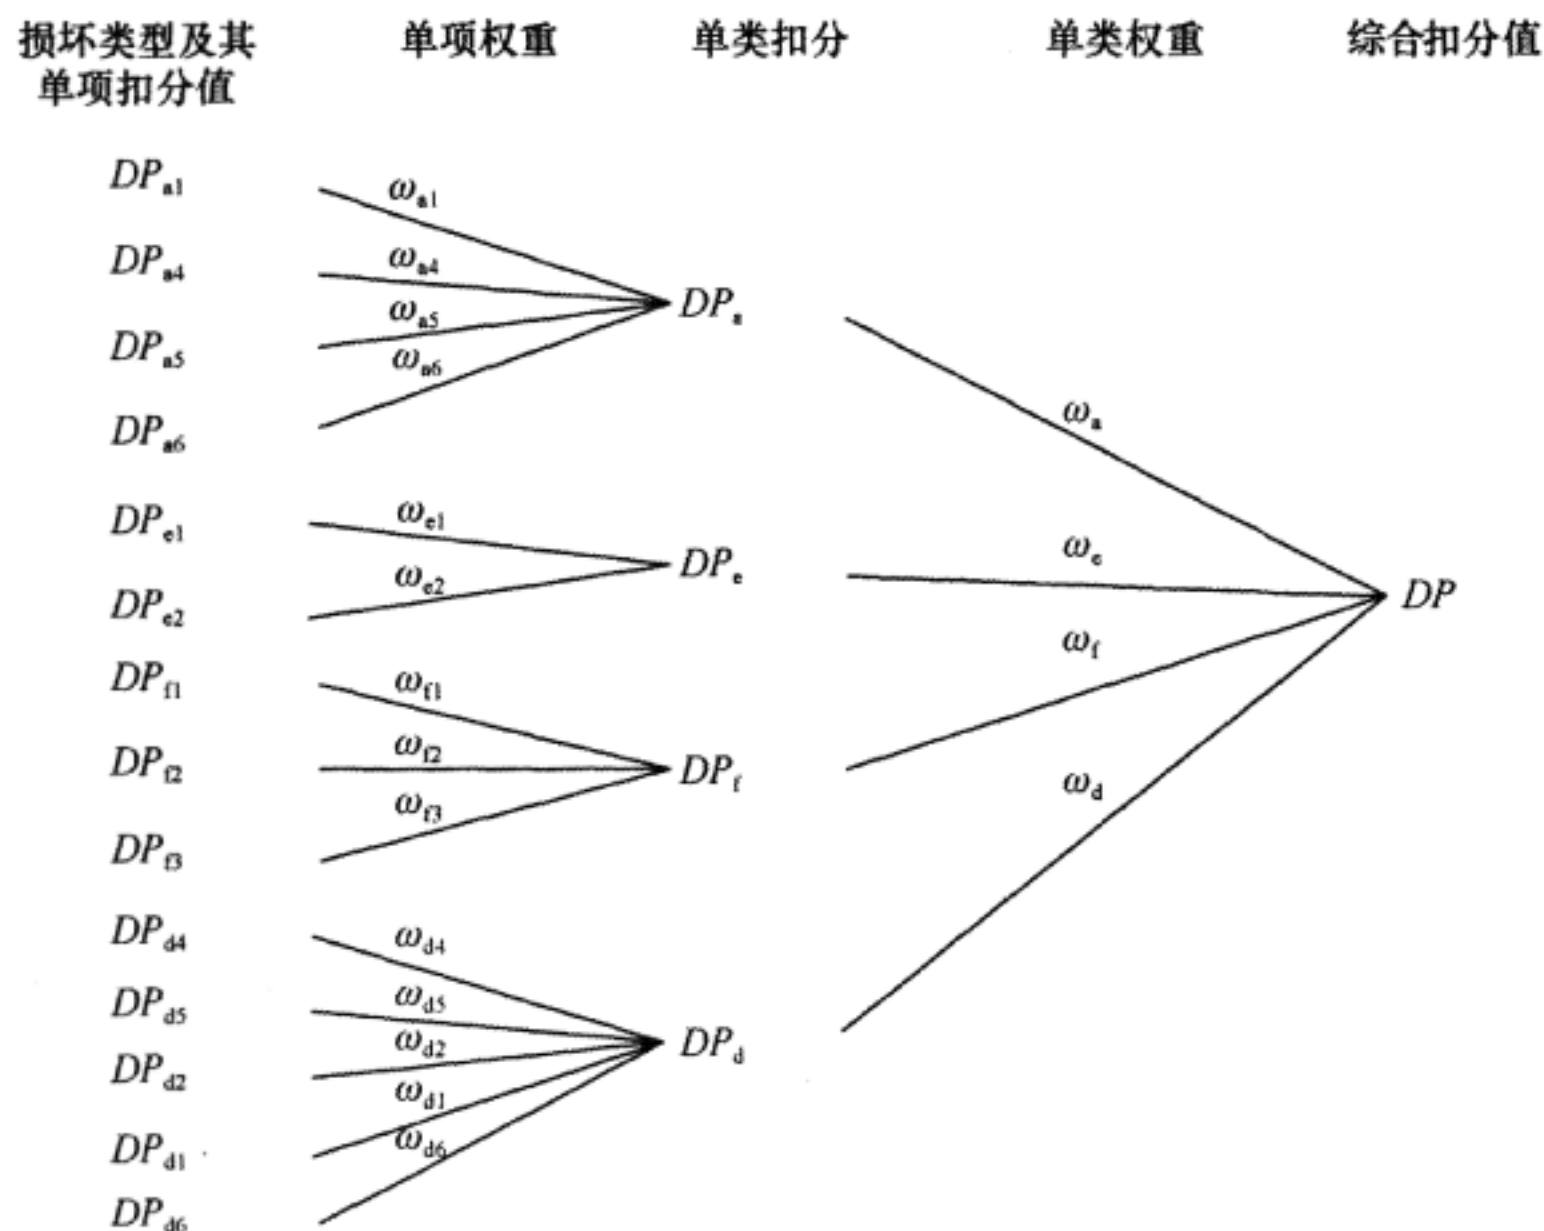 损坏类型及其
单项扣分值
单项权重
单类扣分
单类权重
综合扣分值
DPa1
ωa1
DPa4
ωa4
DPa
DPa5
ωa5
DPa6
ωa6
ωa
DPe1
ωe1
DPe
ωe
DPe2
ωe2
DP
DPf1
ωf1
ωf
DPf2
ωf2
DPf
DPf3
ωf3
ωd
DPd4
ωd4
DPd5
ωd5
DPd
DPd2
ωd2
DPd1
ωd1
DPd6
ωd6